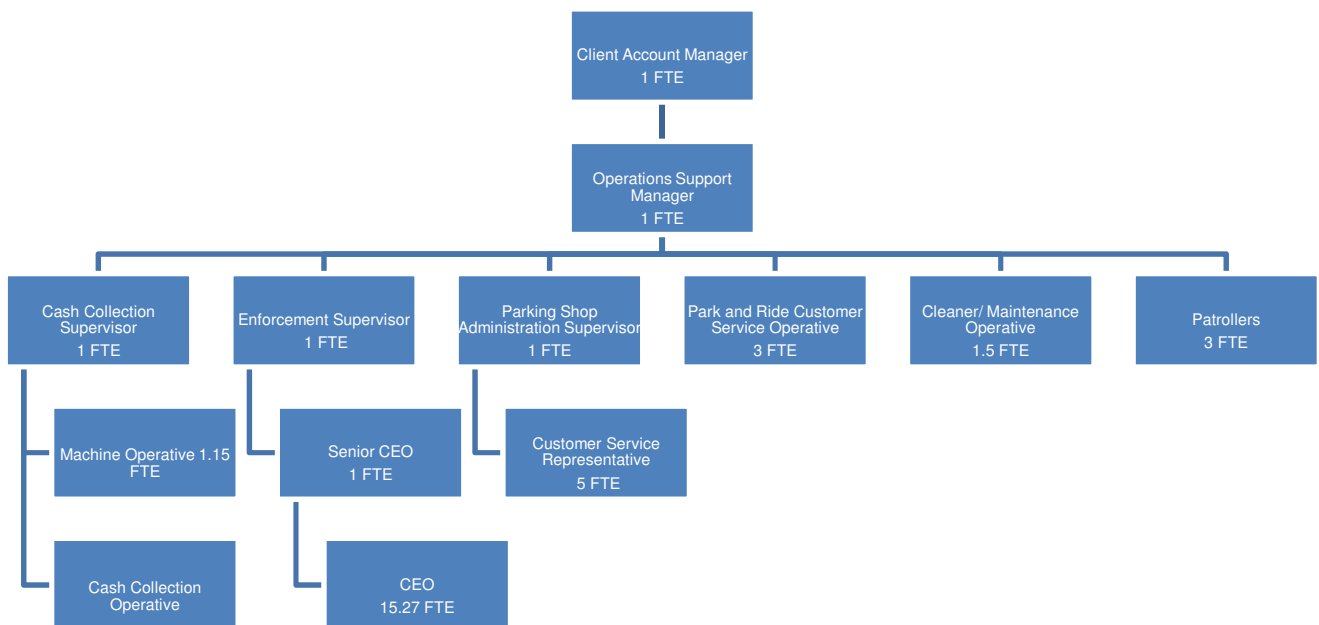 Client Account Manager
1 FTE
Operations Support
Manager
1 FTE
Cash Collection
Supervisor
1 FTE
Enforcement Supervisor
1 FTE
Parking Shop
Administration Supervisor
1 FTE
Park and Ride Customer
Service Operative
3 FTE
Cleaner/ Maintenance
Operative
1.5 FTE
Patrollers
3 FTE
Machine Operative 1.15
FTE
Senior CEO
1 FTE
Customer Service
Representative
5 FTE
Cash Collection
Operative
CEO
15.27 FTE